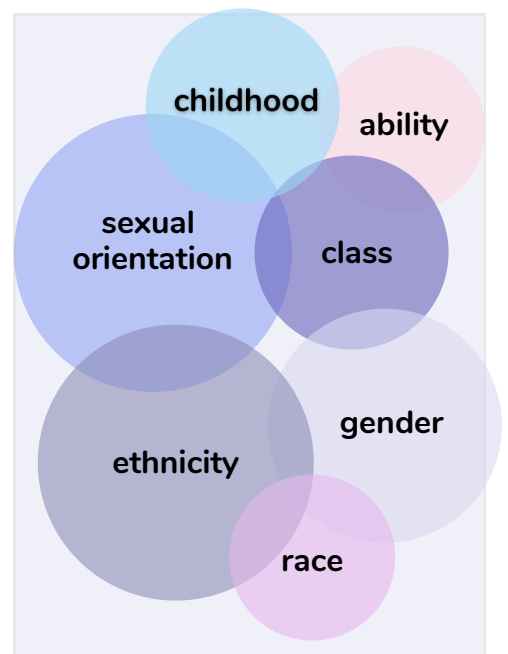 childhood
ability
sexual
orientation
class
gender
ethnicity
race